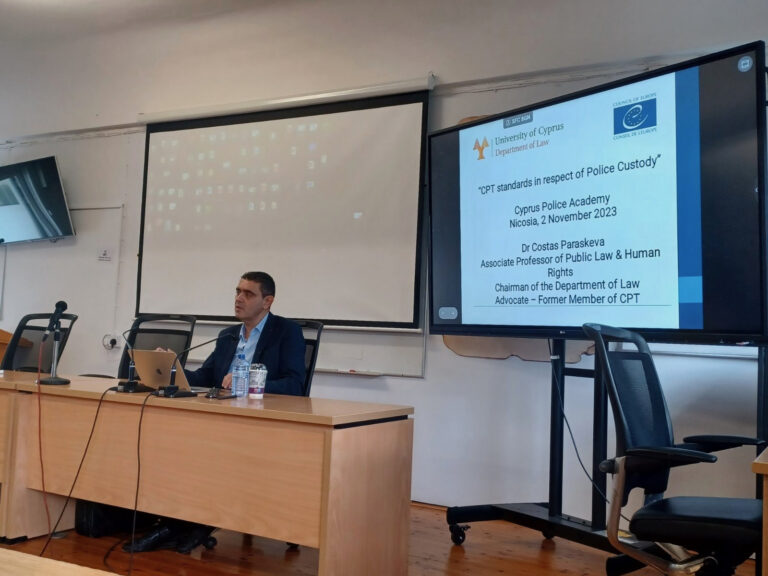 University of Cyprus
Department of Law
COUNCIL OF EUROPE
CONSEIL DE L'EUROPE
"CPT standards in respect of Police Custody"
Cyprus Police Academy
Nicosia, 2 November 2023
Dr Costas Paraskeva
Associate Professor of Public Law & Human
Rights
Chairman of the Department of Law
Advocate – Former Member of CPT
LG